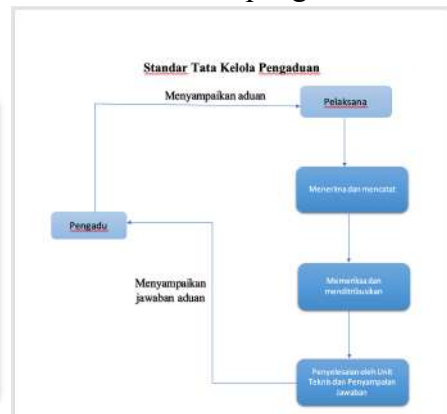 Standar Tata Kelola Pengaduan
Menyampaikan aduan
Pelaksana
Menerima dan mencatat
Pengadu
Memeriksa dan
menditribusikan
Menyampaikan
jawaban aduan
Penyelesaian oleh Unit
Teknis dan Penyampaian
Jawaban